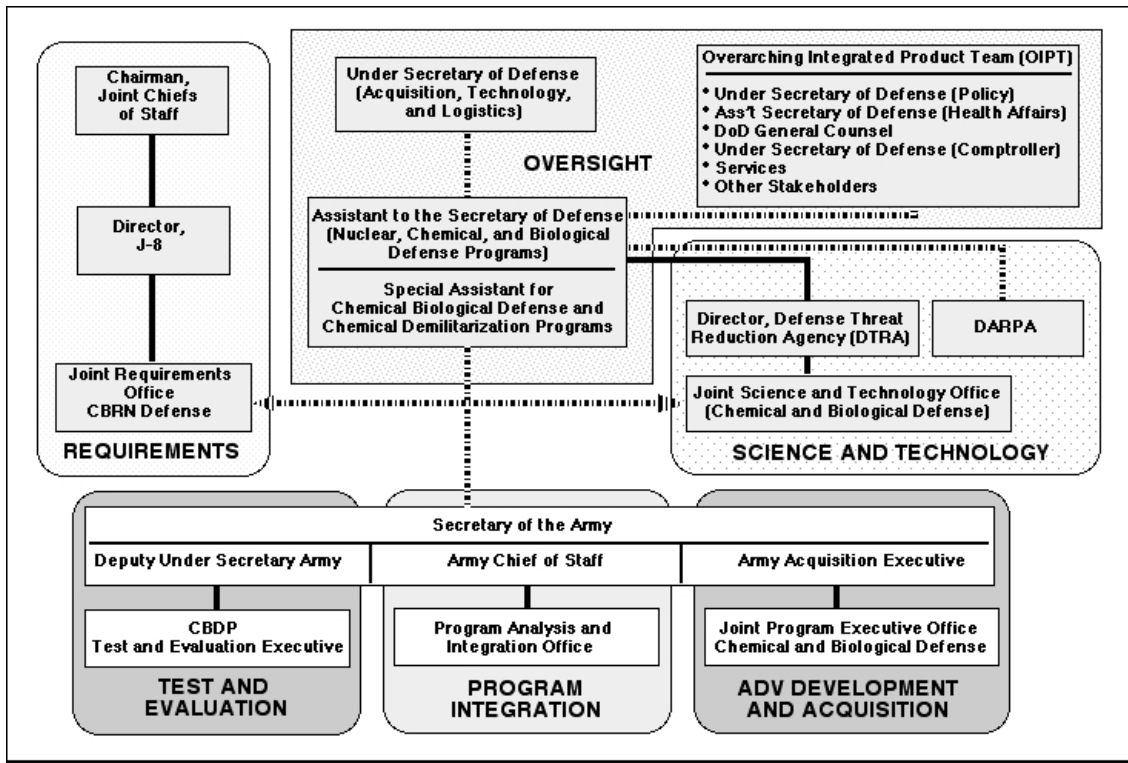 Chairman,
Joint Chiefs
of Staff
Director,
J-8
Joint Requirements
Office
CBRN Defense
REQUIREMENTS
Under Secretary of Defense
(Acquisition, Technology,
and Logistics)
OVERSIGHT
Overarching Integrated Product Team (OIPT)
• Under Secretary of Defense (Policy)
• Ass't Secretary of Defense (Health Affairs)
• DoD General Counsel
• Under Secretary of Defense (Comptroller)
• Services
• Other Stakeholders
Assistant to the Secretary of Defense
(Nuclear, Chemical, and Biological
Defense Programs)
Special Assistant for
Chemical Biological Defense and
Chemical Demilitarization Programs
Director, Defense Threat
Reduction Agency (DTRA)
DARPA
Joint Science and Technology Office
(Chemical and Biological Defense)
SCIENCE AND TECHNOLOGY
Secretary of the Army
Deputy Under Secretary Army
Army Chief of Staff
Army Acquisition Executive
CBDP
Test and Evaluation Executive
Program Analysis and
Integration Office
Joint Program Executive Office
Chemical and Biological Defense
TEST AND
EVALUATION
PROGRAM
INTEGRATION
ADV DEVELOPMENT
AND ACQUISITION